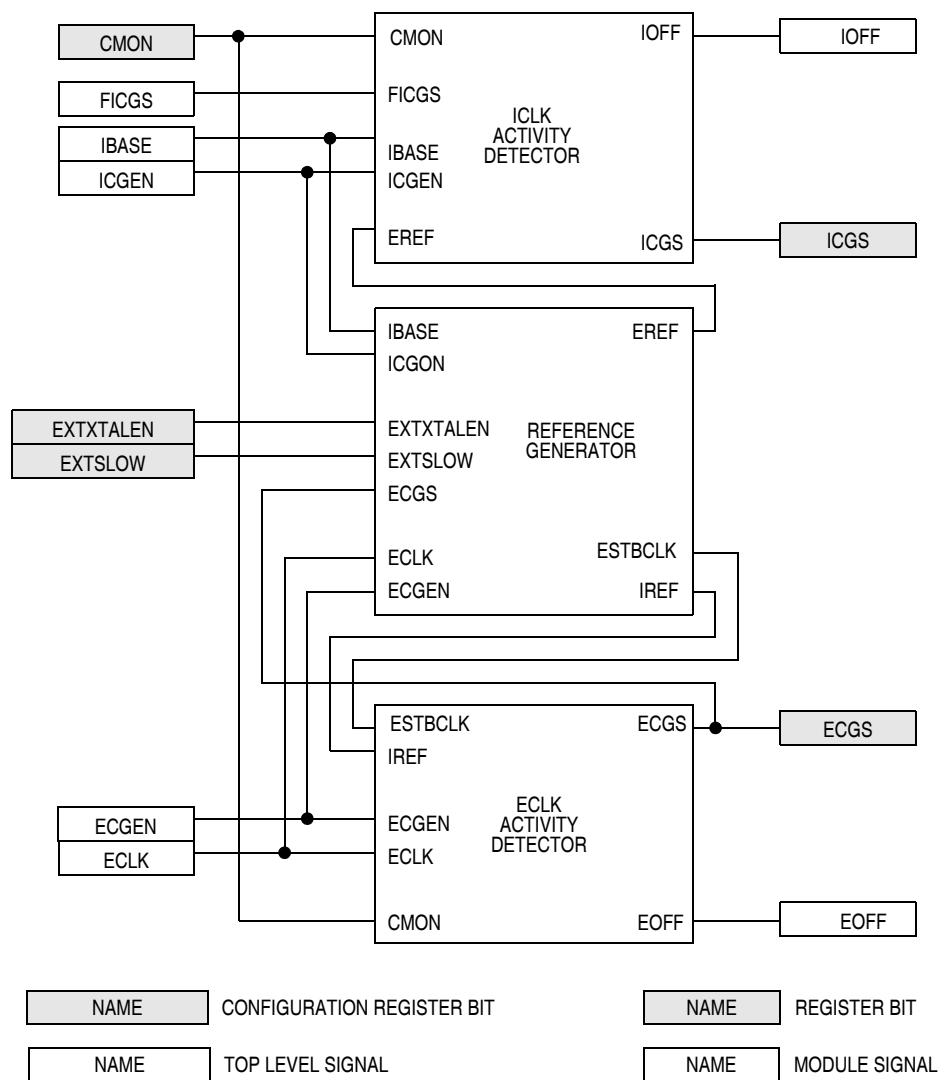 CMON
FICGS
IBASE
ICGEN
CMON
FICGS
IBASE
ICGEN
EREF
ICLK
ACTIVITY
DETECTOR
IOFF
ICGS
IOFF
ICGS
IBASE
ICGON
EXTXTALEN
EXTSLOW
EXTXTALEN
EXTSLOW
ECGS
ECLK
ECGEN
REFERENCE
GENERATOR
EREF
ESTBCLK
IREF
ESTBCLK
IREF
ECGEN
ECLK
ECGEN
ECLK
CMON
ECLK
ACTIVITY
DETECTOR
ECGS
EOFF
ECGS
EOFF
NAME CONFIGURATION REGISTER BIT
NAME REGISTER BIT
NAME TOP LEVEL SIGNAL
NAME MODULE SIGNAL